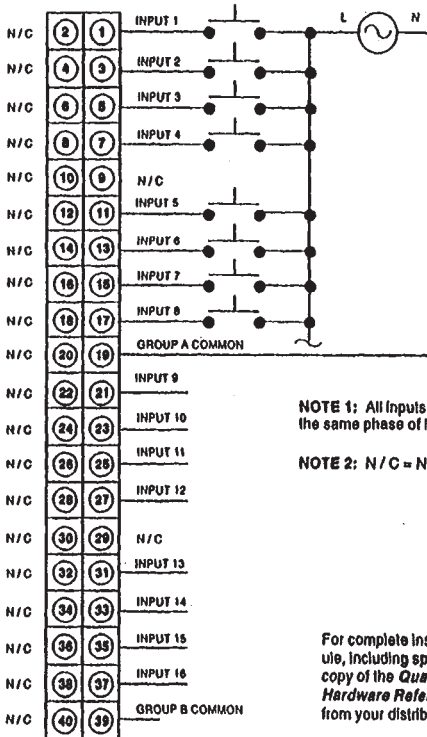 L N
N/C 2 1 INPUT 1
N/C 4 3 INPUT 2
N/C 6 5 INPUT 3
N/C 8 7 INPUT 4
N/C 10 9 N/C
N/C 12 11 INPUT 5
N/C 14 13 INPUT 6
N/C 16 15 INPUT 7
N/C 18 17 INPUT 8
N/C 20 19 GROUP A COMMON
N/C 22 21 INPUT 9
N/C 24 23 INPUT 10
N/C 26 25 INPUT 11
N/C 28 27 INPUT 12
N/C 30 29 N/C
N/C 32 31 INPUT 13
N/C 34 33 INPUT 14
N/C 36 35 INPUT 15
N/C 38 37 INPUT 16
N/C 40 39 GROUP B COMMON
NOTE 1: All Inputs
the same phase of
NOTE 2: N / C = N
For complete ins
ule, including sp
copy of the Qua
Hardware Refer
from your distrib